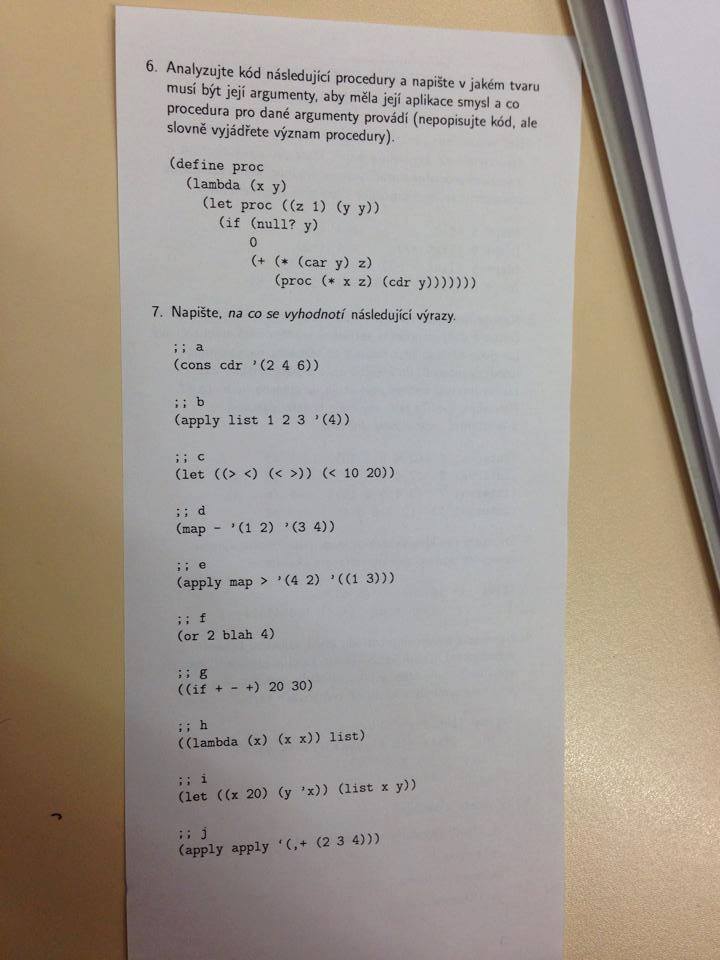 6. Analyzujte kód následující procedury a napište v jakém tvaru
musí být její argumenty, aby měla její aplikace smysl a co
procedura pro dané argumenty provádí (nepopisujte kód, ale
slovně vyjádřete význam procedury).
(define proc
(lambda (x y)
(let proc ((z 1) (y y))
(if (null? y)
0
(+ (* (car y) z)
(proc (* x z) (cdr y)))))))
7. Napište, na co se vyhodnotí následující výrazy.
;; a
(cons cdr '(2 4 6))
;; b
(apply list 1 2 3 '(4))
;; c
(let ((> <) (< >)) (< 10 20))
;; d
(map - '(1 2) '(3 4))
;; e
(apply map > '(4 2) '((1 3)))
;; f
(or 2 blah 4)
;; g
((if + - +) 20 30)
;; h
((lambda (x) (x x)) list)
;; i
(let ((x 20) (y 'x)) (list x y))
;; j
(apply apply ‘(,+ (2 3 4)))